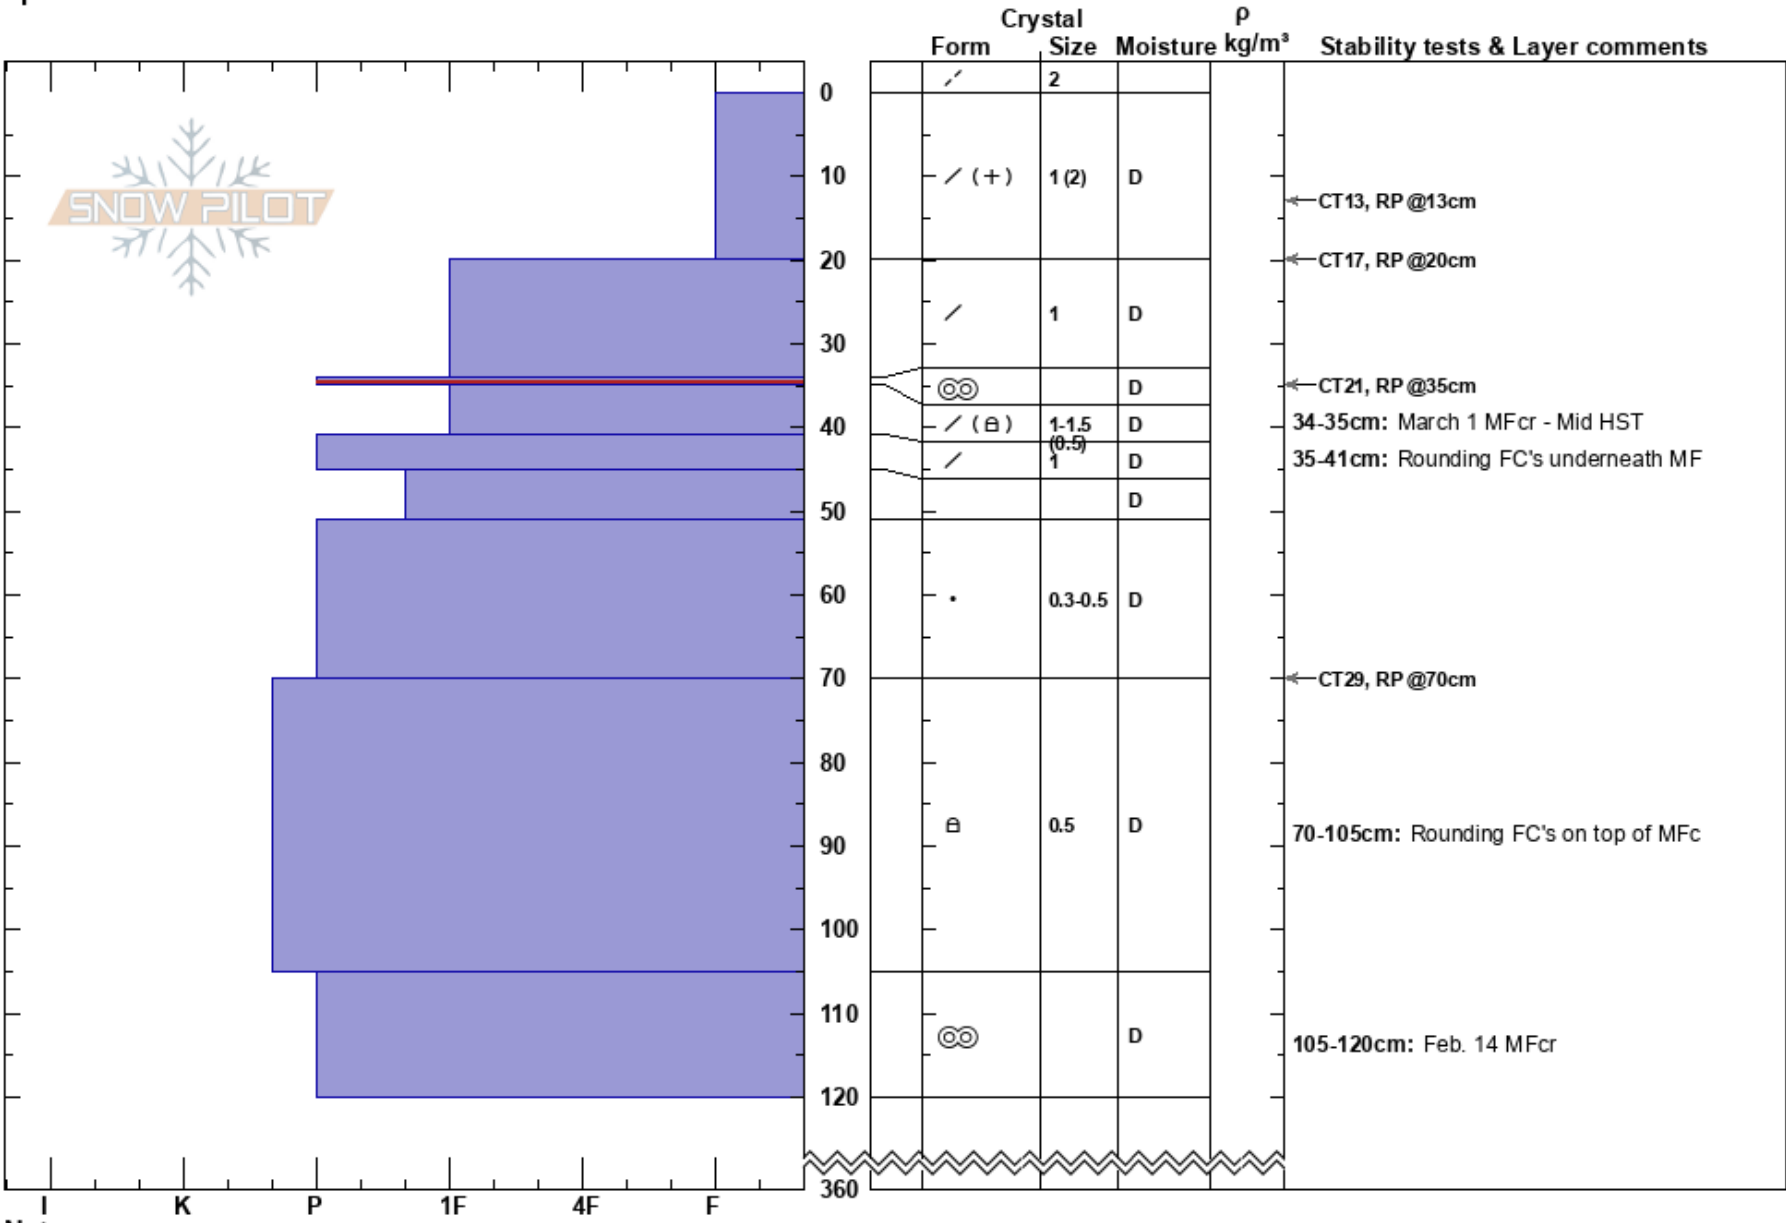 Crystal ρ
Form Size Moisture kg/m³ Stability tests & Layer comments
2
0
10 / (+) 1 (2) D
CT13, RP @13cm
20 CT17, RP @20cm
SNOW PILOT
/ 1 D
30
D CT21, RP @35cm
40 / ( ) 1-1.5 D 34-35cm: March 1 MFcr - Mid HST
(0.5)
/ 1 D 35-41cm: Rounding FC's underneath MF
50 D
60 0.3-0.5 D
70 CT29, RP @70cm
80
0.5 D
90 70-105cm: Rounding FC's on top of MFc
100
110
D 105-120cm: Feb. 14 MFcr
120
360
I K P 1F 4F F